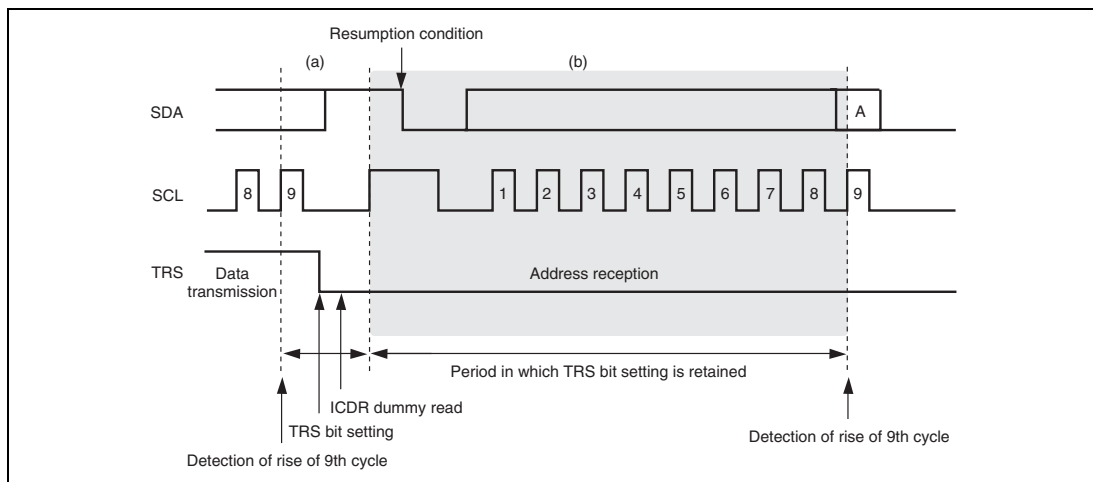 Resumption condition
(a)
(b)
SDA
A
SCL
8
9
1
2
3
4
5
6
7
8
9
TRS
Data
transmission
Address reception
Period in which TRS bit setting is retained
ICDR dummy read
TRS bit setting
Detection of rise of 9th cycle
Detection of rise of 9th cycle